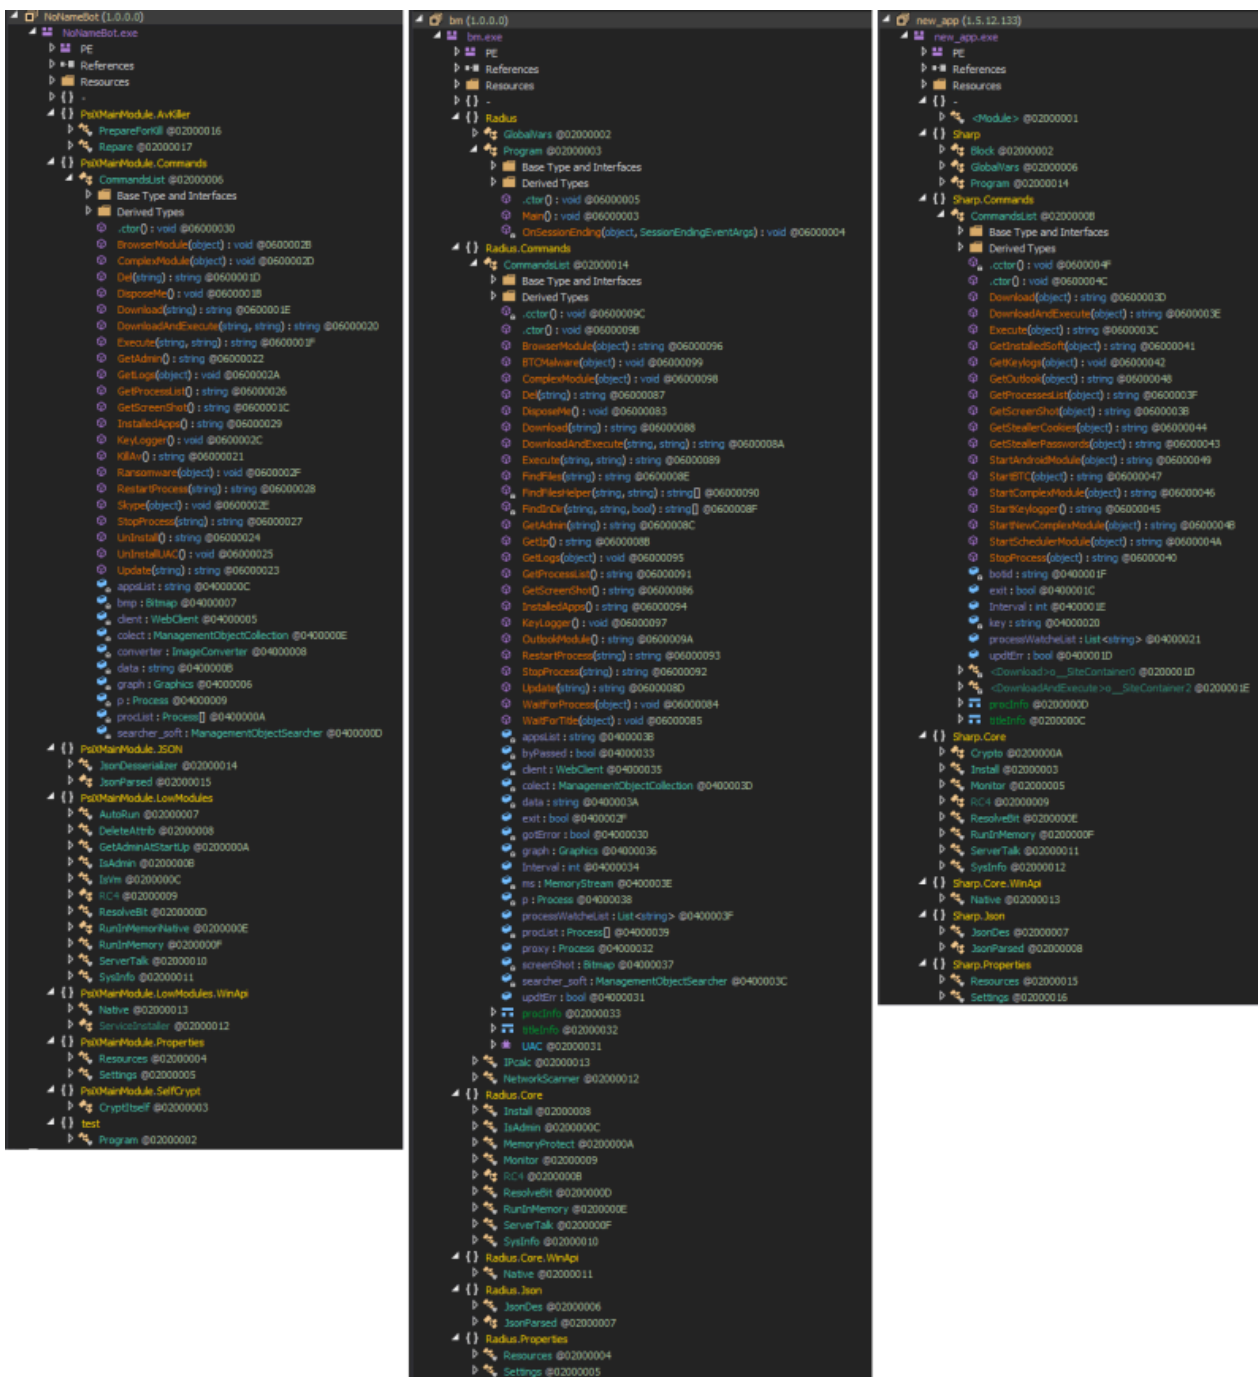 NoNameBot (1.0.0.0)
NoNameBot.exe
PE
References
Resources
{} -
{} PsiXMainModule.AvKiller
PrepareForKill @02000016
Repare @02000017
{} PsiXMainModule.Commands
CommandsList @02000006
Base Type and Interfaces
Derived Types
.ctor() : void @06000030
BrowserModule(object) : void @0600002B
ComplexModule(object) : void @0600002D
Del(string) : string @0600001D
DisposeMe() : void @0600001B
Download(string) : string @0600001E
DownloadAndExecute(string, string) : string @06000020
Execute(string, string) : string @0600001F
GetAdmin() : string @06000022
GetLogs(object) : void @0600002A
GetProcessList() : string @06000026
GetScreenShot() : string @0600001C
InstalledApps() : string @06000029
KeyLogger() : void @0600002C
KillAv() : string @06000021
Ransomware(object) : void @0600002F
RestartProcess(string) : string @06000028
Skype(object) : void @0600002E
StopProcess(string) : string @06000027
UnInstall() : string @06000024
UnInstallUAC() : void @06000025
Update(string) : string @06000023
appsList : string @0400000C
bmp : Bitmap @04000007
client : WebClient @04000005
colect : ManagementObjectCollection @0400000E
converter : ImageConverter @04000008
data : string @0400000B
graph : Graphics @04000006
p : Process @04000009
procList : Process[] @0400000A
searcher_soft : ManagementObjectSearcher @0400000D
{} PsiXMainModule.JSON
JsonDesserializer @02000014
JsonParsed @02000015
{} PsiXMainModule.LowModules
AutoRun @02000007
DeleteAttrib @02000008
GetAdminAtStartUp @0200000A
IsAdmin @0200000B
IsVm @0200000C
RC4 @02000009
ResolveBit @0200000D
RunInMemoriNative @0200000E
RunInMemory @0200000F
ServerTalk @02000010
SysInfo @02000011
{} PsiXMainModule.LowModules.WinApi
Native @02000013
ServiceInstaller @02000012
{} PsiXMainModule.Properties
Resources @02000004
Settings @02000005
{} PsiXMainModule.SelfCrypt
CryptItself @02000003
{} test
Program @02000002
bm (1.0.0.0)
bm.exe
PE
References
Resources
{} -
{} Radius
GlobalVars @02000002
Program @02000003
Base Type and Interfaces
Derived Types
.ctor() : void @06000005
Main() : void @06000003
OnSessionEnding(object, SessionEndingEventArgs) : void @06000004
{} Radius.Commands
CommandsList @02000014
Base Type and Interfaces
Derived Types
.cctor() : void @0600009C
.ctor() : void @0600009B
BrowserModule(object) : string @06000096
BTCMalware(object) : void @06000099
ComplexModule(object) : void @06000098
Del(string) : string @06000087
DisposeMe() : void @06000083
Download(string) : string @06000088
DownloadAndExecute(string, string) : string @0600008A
Execute(string, string) : string @06000089
FindFiles(string) : string @0600008E
FindFilesHelper(string, string) : string[] @06000090
FindInDir(string, string, bool) : string[] @0600008F
GetAdmin(string) : string @0600008C
GetIp() : string @0600008B
GetLogs(object) : void @06000095
GetProcessList() : string @06000091
GetScreenShot() : string @06000086
InstalledApps() : string @06000094
KeyLogger() : void @06000097
OutlookModule() : string @0600009A
RestartProcess(string) : string @06000093
StopProcess(string) : string @06000092
Update(string) : string @0600008D
WaitForProcess(object) : void @06000084
WaitForTitle(object) : void @06000085
appsList : string @0400003B
byPassed : bool @04000033
client : WebClient @04000035
colect : ManagementObjectCollection @0400003D
data : string @0400003A
exit : bool @0400002F
gotError : bool @04000030
graph : Graphics @04000036
Interval : int @04000034
ms : MemoryStream @0400003E
p : Process @04000038
processWatcheList : List<string> @0400003F
procList : Process[] @04000039
proxy : Process @04000032
screenShot : Bitmap @04000037
searcher_soft : ManagementObjectSearcher @0400003C
updtErr : bool @04000031
procInfo @02000033
titleInfo @02000032
UAC @02000031
IPcalc @02000013
NetworkScanner @02000012
{} Radius.Core
Install @02000008
IsAdmin @0200000C
MemoryProtect @0200000A
Monitor @02000009
RC4 @0200000B
ResolveBit @0200000D
RunInMemory @0200000E
ServerTalk @0200000F
SysInfo @02000010
{} Radius.Core.WinApi
Native @02000011
{} Radius.Json
JsonDes @02000006
JsonParsed @02000007
{} Radius.Properties
Resources @02000004
Settings @02000005
new_app (1.5.12.133)
new_app.exe
PE
References
Resources
{} -
<Module> @02000001
{} Sharp
Block @02000002
GlobalVars @02000006
Program @02000014
{} Sharp.Commands
CommandsList @0200000B
Base Type and Interfaces
Derived Types
.cctor() : void @0600004F
.ctor() : void @0600004C
Download(object) : string @0600003D
DownloadAndExecute(object) : string @0600003E
Execute(object) : string @0600003C
GetInstalledSoft(object) : string @06000041
GetKeylogs(object) : void @06000042
GetOutlook(object) : string @06000048
GetProcessesList(object) : string @0600003F
GetScreenShot(object) : string @0600003B
GetSteallerCookies(object) : string @06000044
GetSteallerPasswords(object) : string @06000043
StartAndroidModule(object) : string @06000049
StartBTC(object) : string @06000047
StartComplexModule(object) : string @06000046
StartKeylogger() : string @06000045
StartNewComplexModule(object) : string @0600004B
StartSchedulerModule(object) : string @0600004A
StopProcess(object) : string @06000040
botid : string @0400001F
exit : bool @0400001C
Interval : int @0400001E
key : string @04000020
processWatcheList : List<string> @04000021
updtErr : bool @0400001D
<Download>o__SiteContainer0 @0200001D
<DownloadAndExecute>o__SiteContainer2 @0200001E
procInfo @0200000D
titleInfo @0200000C
{} Sharp.Core
Crypto @0200000A
Install @02000003
Monitor @02000005
RC4 @02000009
ResolveBit @0200000E
RunInMemory @0200000F
ServerTalk @02000011
SysInfo @02000012
{} Sharp.Core.WinApi
Native @02000013
{} Sharp.Json
JsonDes @02000007
JsonParsed @02000008
{} Sharp.Properties
Resources @02000015
Settings @02000016